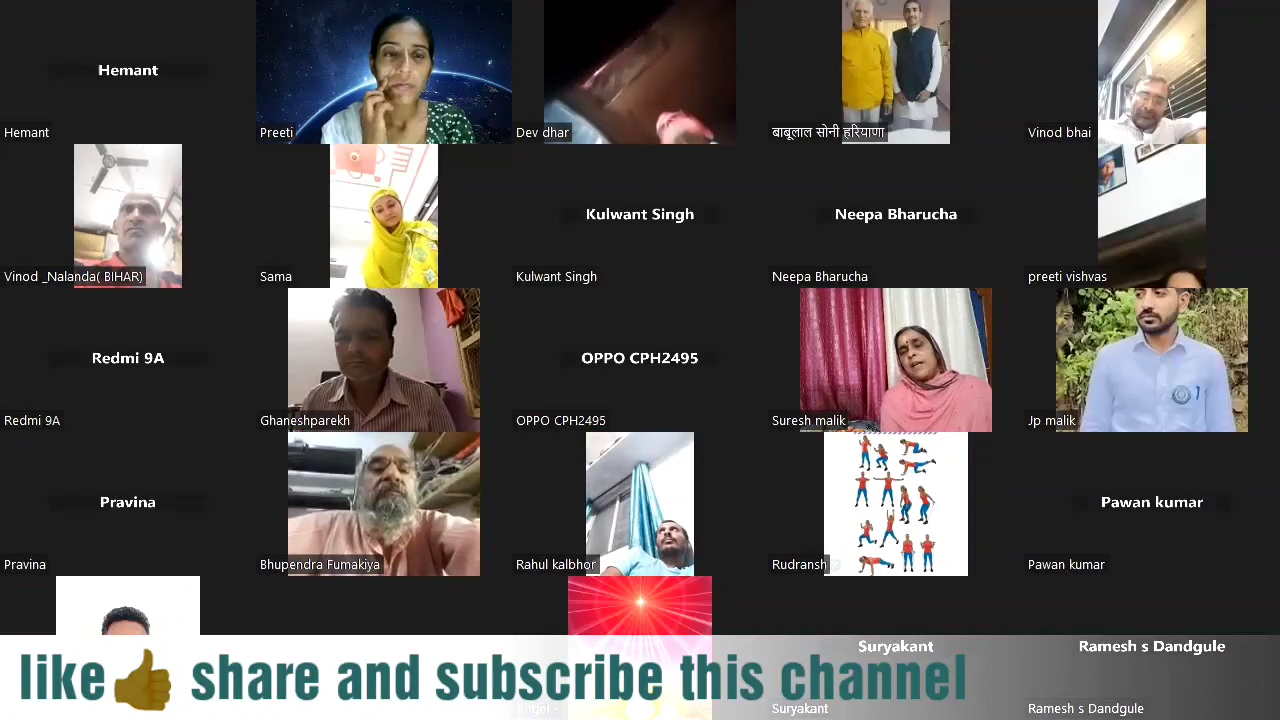 Hemant
Hemant
Preeti
Dev dhar
बाबूलाल सोनी हरियाणा
Vinod bhai
Kulwant Singh
Neepa Bharucha
Vinod _Nalanda( BIHAR)
Sama
Kulwant Singh
Neepa Bharucha
preeti vishvas
Redmi 9A
OPPO CPH2495
Redmi 9A
Ghaneshparekh
OPPO CPH2495
Suresh malik
Jp malik
Pravina
Pawan kumar
Pravina
Bhupendra Fumakiya
Rahul kalbhor
Rudransh
Pawan kumar
Suryakant
Ramesh s Dandgule
like👍 share and subscribe this channel
Suryakant
Ramesh s Dandgule